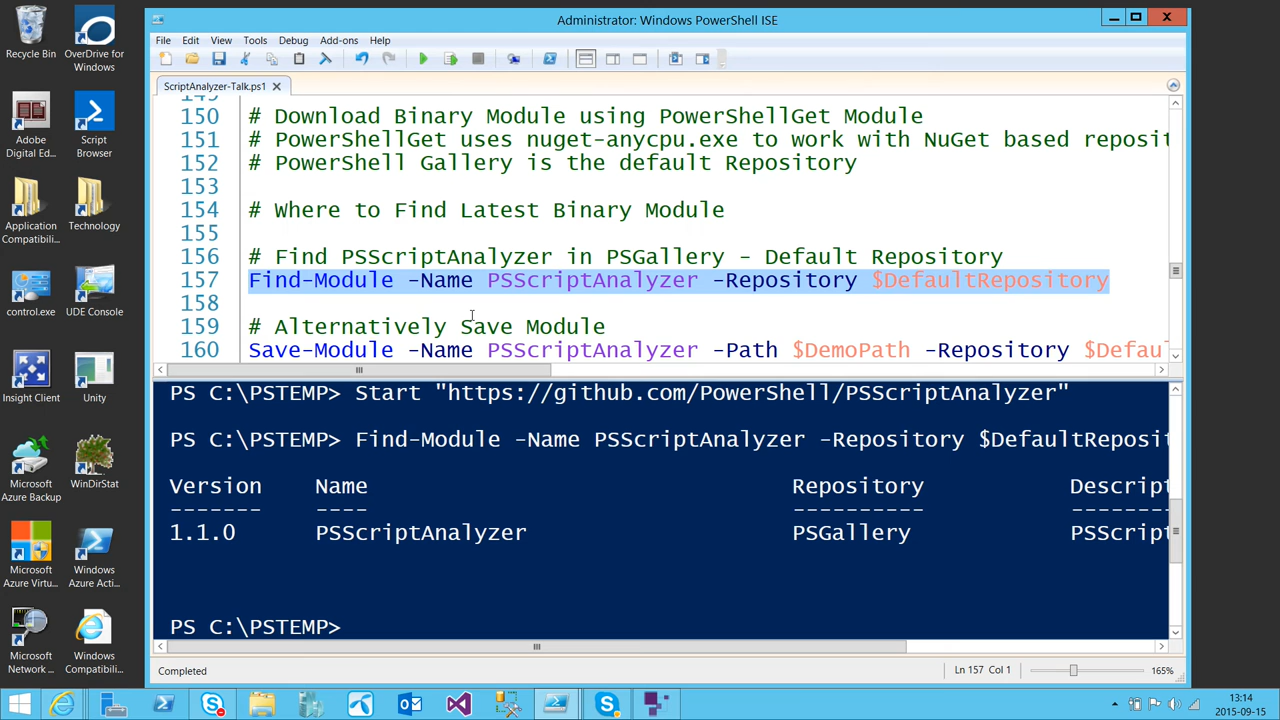 Recycle Bin
OverDrive for
Windows
Adobe
Digital Ed...
Script
Browser
Application
Compatibili...
Technology
control.exe
UDE Console
Insight Client
Unity
Microsoft
Azure Backup
WinDirStat
Microsoft
Azure Virtu...
Windows
Azure Acti...
Microsoft
Network ...
Windows
Compatibili...
Administrator: Windows PowerShell ISE
File Edit View Tools Debug Add-ons Help
ScriptAnalyzer-Talk.ps1
150 # Download Binary Module using PowerShellGet Module
151 # PowerShellGet uses nuget-anycpu.exe to work with NuGet based reposit
152 # PowerShell Gallery is the default Repository
153
154 # Where to Find Latest Binary Module
155
156 # Find PSScriptAnalyzer in PSGallery - Default Repository
157 Find-Module -Name PSScriptAnalyzer -Repository $DefaultRepository
158
159 # Alternatively Save Module
160 Save-Module -Name PSScriptAnalyzer -Path $DemoPath -Repository $Defaul
PS C:\PSTEMP> Start "https://github.com/PowerShell/PSScriptAnalyzer"
PS C:\PSTEMP> Find-Module -Name PSScriptAnalyzer -Repository $DefaultReposit
Version Name Repository Descript
------- ---- ---------- --------
1.1.0 PSScriptAnalyzer PSGallery PSScrip
PS C:\PSTEMP>
Completed
Ln 157 Col 1
165%
13:14
2015-09-15